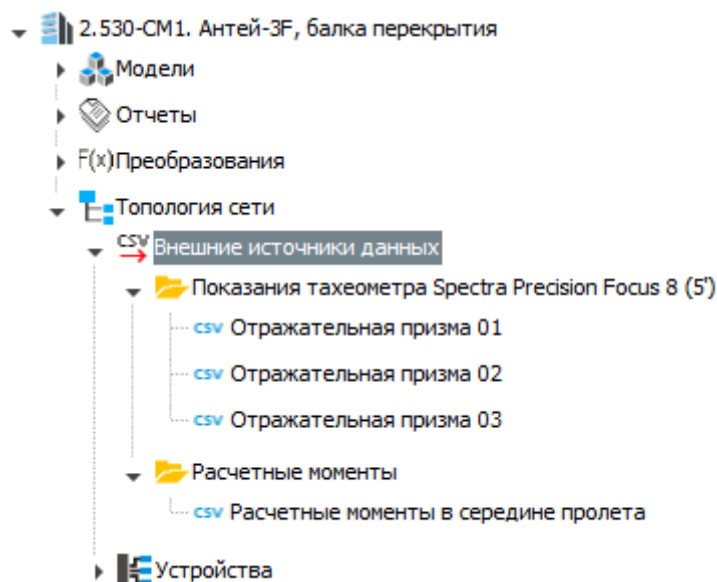 2.530-СМ1. Антей-3F, балка перекрытия
Модели
Отчеты
F(x)Преобразования
Топология сети
csv Внешние источники данных
Показания тахеометра Spectra Precision Focus 8 (5')
csv Отражательная призма 01
csv Отражательная призма 02
csv Отражательная призма 03
Расчетные моменты
csv Расчетные моменты в середине пролета
Устройства